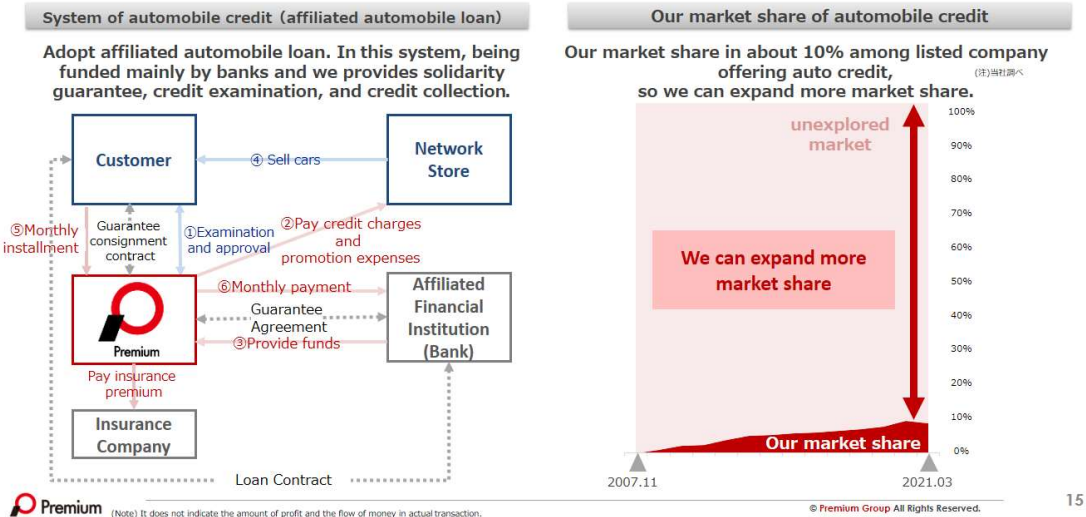 System of automobile credit (affiliated automobile loan)
Adopt affiliated automobile loan. In this system, being
funded mainly by banks and we provides solidarity
guarantee, credit examination, and credit collection.
Customer
④ Sell cars
Network
Store
⑤Monthly
installment
Guarantee
consignment
contract
①Examination
and approval
②Pay credit charges
and
promotion expenses
Premium
⑥Monthly payment
Guarantee
Agreement
③Provide funds
Affiliated
Financial
Institution
(Bank)
Pay insurance
premium
Insurance
Company
Loan Contract
Our market share of automobile credit
Our market share in about 10% among listed company
offering auto credit,
(注)当社調べ
so we can expand more market share.
unexplored
market
We can expand more
market share
Our market share
100%
90%
80%
70%
60%
50%
40%
30%
20%
10%
0%
2007.11
2021.03
Premium
(Note) It does not indicate the amount of profit and the flow of money in actual transaction.
© Premium Group All Rights Reserved.
15